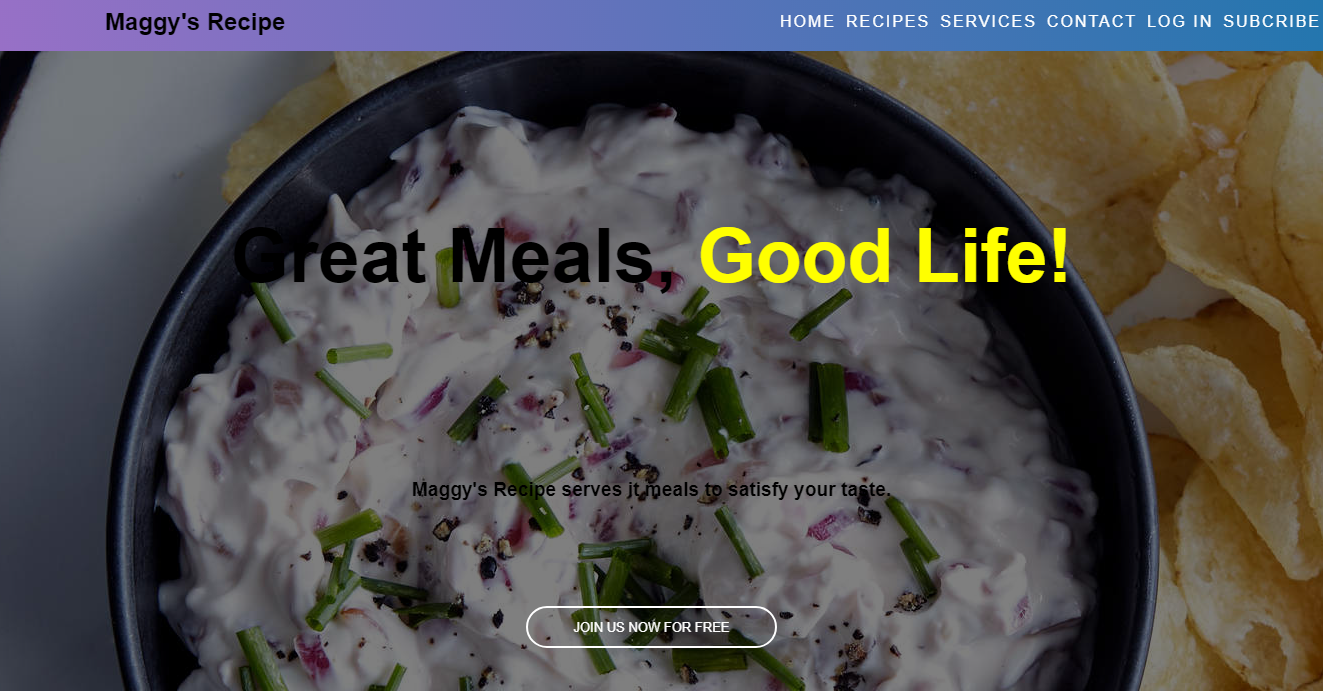 Maggy's Recipe
HOME RECIPES SERVICES CONTACT LOG IN SUBCRIBE
Great Meals, Good Life!
Maggy's Recipe serves it meals to satisfy your taste.
JOIN US NOW FOR FREE